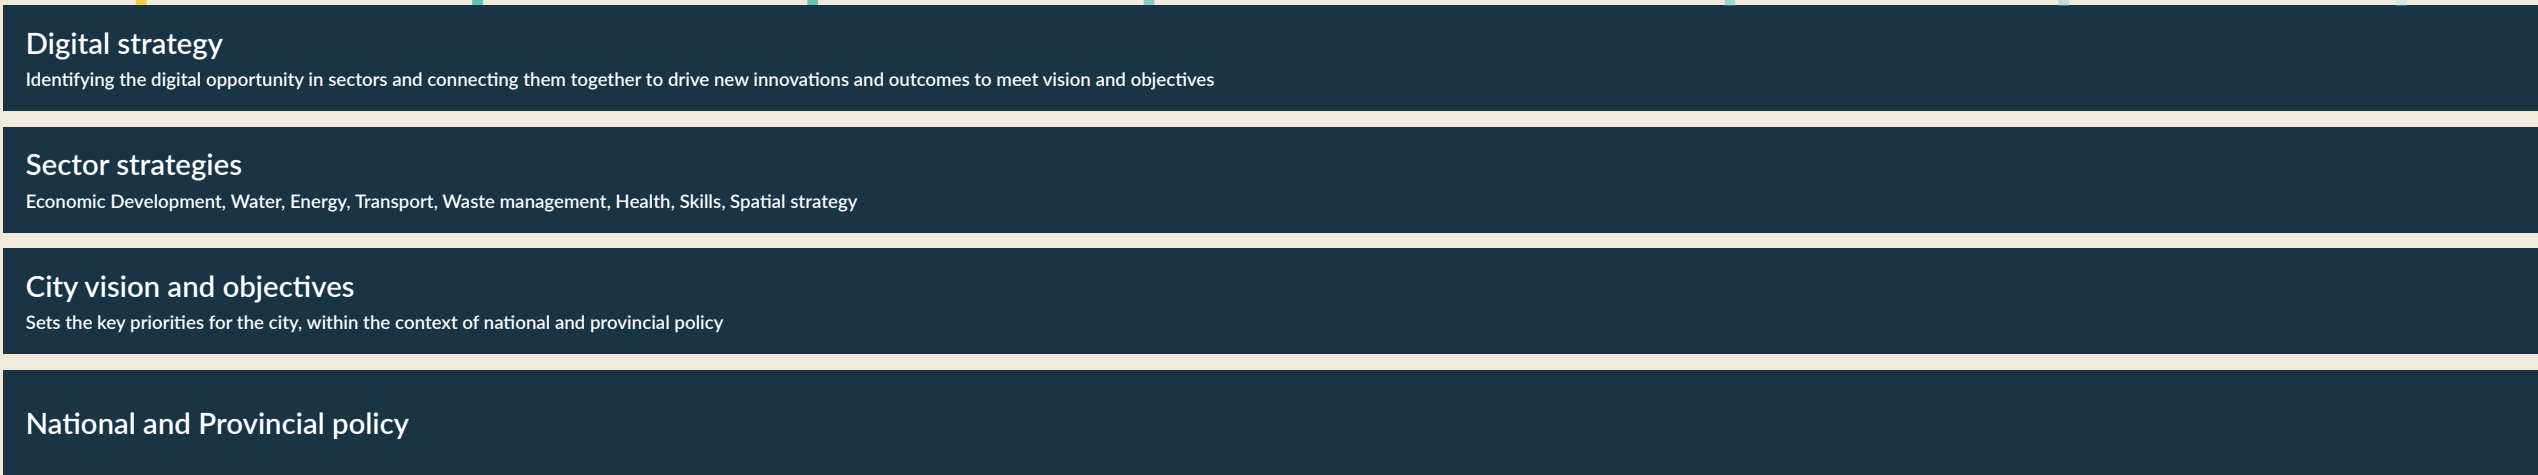 Digital strategy
Identifying the digital opportunity in sectors and connecting them together to drive new innovations and outcomes to meet vision and objectives
Sector strategies
Economic Development, Water, Energy, Transport, Waste management, Health, Skills, Spatial strategy
City vision and objectives
Sets the key priorities for the city, within the context of national and provincial policy
National and Provincial policy